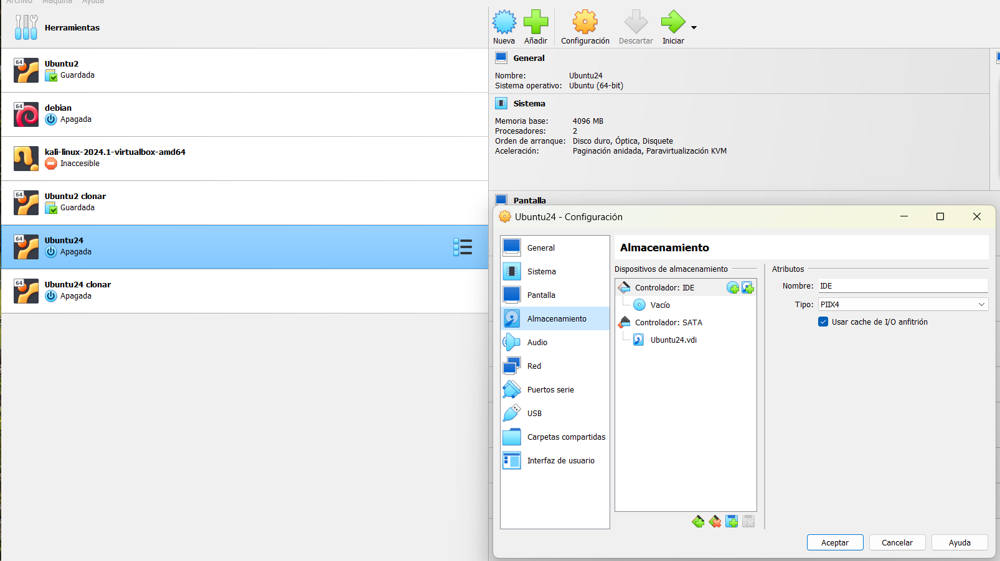 Archivo Máquina Ayuda
Herramientas
64
Ubuntu2
Guardada
64
debian
Apagada
kali-linux-2024.1-virtualbox-amd64
Inaccesible
64
Ubuntu2 clonar
Guardada
64
Ubuntu24
Apagada
64
Ubuntu24 clonar
Apagada
Nueva Añadir Configuración Descartar Iniciar
General
Nombre: Ubuntu24
Sistema operativo: Ubuntu (64-bit)
Sistema
Memoria base: 4096 MB
Procesadores: 2
Orden de arranque: Disco duro, Óptica, Disquete
Aceleración: Paginación anidada, Paravirtualización KVM
Pantalla
Ubuntu24 - Configuración
General
Sistema
Pantalla
Almacenamiento
Audio
Red
Puertos serie
USB
Carpetas compartidas
Interfaz de usuario
Almacenamiento
Dispositivos de almacenamiento
Controlador: IDE
Vacío
Controlador: SATA
Ubuntu24.vdi
Atributos
Nombre: IDE
Tipo: PIIX4
Usar cache de I/O anfitrión
Aceptar Cancelar Ayuda